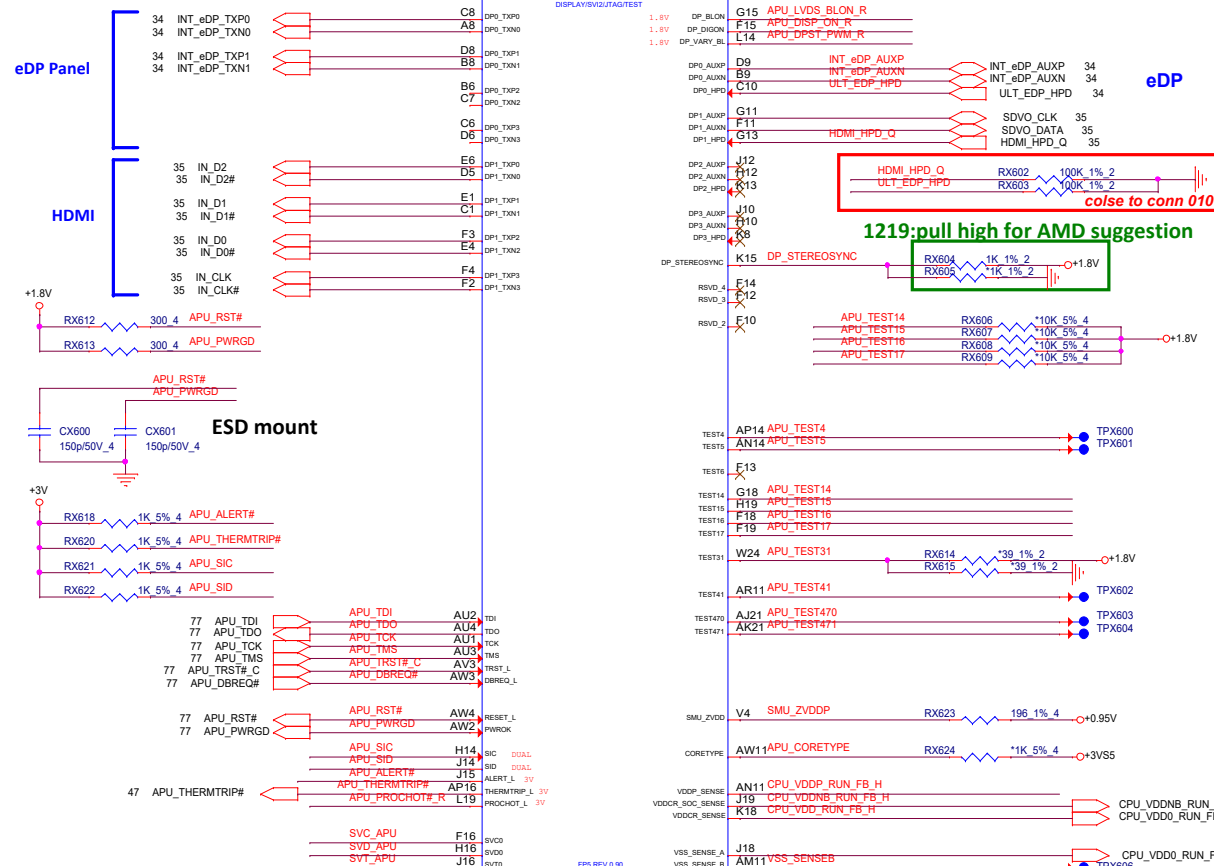 DISPLAY/SVI2/JTAG/TEST
eDP Panel
34 INT_eDP_TXP0 C8 DP0_TXP0
34 INT_eDP_TXN0 A8 DP0_TXN0
34 INT_eDP_TXP1 D8 DP0_TXP1
34 INT_eDP_TXN1 B8 DP0_TXN1
B6 DP0_TXP2
C7 DP0_TXN2
C6 DP0_TXP3
D6 DP0_TXN3
HDMI
35 IN_D2 E6 DP1_TXP0
35 IN_D2# D5 DP1_TXN0
35 IN_D1 E1 DP1_TXP1
35 IN_D1# C1 DP1_TXN1
35 IN_D0 F3 DP1_TXP2
35 IN_D0# E4 DP1_TXN2
35 IN_CLK F4 DP1_TXP3
35 IN_CLK# F2 DP1_TXN3
+1.8V
RX612 300_4 APU_RST#
RX613 300_4 APU_PWRGD
APU_RST#
APU_PWRGD
CX600 CX601
150p/50V_4 150p/50V_4
ESD mount
+3V
RX618 1K_5%_4 APU_ALERT#
RX620 1K_5%_4 APU_THERMTRIP#
RX621 1K_5%_4 APU_SIC
RX622 1K_5%_4 APU_SID
77 APU_TDI APU_TDI AU2 TDI
77 APU_TDO APU_TDO AU4 TDO
77 APU_TCK APU_TCK AU1 TCK
77 APU_TMS APU_TMS AU3 TMS
77 APU_TRST#_C APU_TRST#_C AV3 TRST_L
77 APU_DBREQ# APU_DBREQ# AW3 DBREQ_L
77 APU_RST# APU_RST# AW4 RESET_L
77 APU_PWRGD APU_PWRGD AW2 PWROK
APU_SIC H14 SIC DUAL
APU_SID J14 SID DUAL
APU_ALERT# J15 ALERT_L 3V
47 APU_THERMTRIP# APU_THERMTRIP# AP16 THERMTRIP_L 3V
APU_PROCHOT#_R L19 PROCHOT_L 3V
SVC_APU F16 SVC0
SVD_APU H16 SVD0
SVT_APU J16 SVT0
FP5 REV 0.90
1.8V DP_BLON G15 APU_LVDS_BLON_R
1.8V DP_DIGON F15 APU_DISP_ON_R
1.8V DP_VARY_BL L14 APU_DPST_PWM_R
DP0_AUXP D9 INT_eDP_AUXP INT_eDP_AUXP 34
DP0_AUXN B9 INT_eDP_AUXN INT_eDP_AUXN 34
DP0_HPD C10 ULT_EDP_HPD ULT_EDP_HPD 34
eDP
DP1_AUXP G11 SDVO_CLK 35
DP1_AUXN F11 SDVO_DATA 35
DP1_HPD G13 HDMI_HPD_Q HDMI_HPD_Q 35
DP2_AUXP J12
DP2_AUXN H12
DP2_HPD K13
HDMI_HPD_Q RX602 100K_1%_2
ULT_EDP_HPD RX603 100K_1%_2
colse to conn 010
DP3_AUXP J10
DP3_AUXN H10
DP3_HPD K8
1219:pull high for AMD suggestion
DP_STEREOSYNC K15 DP_STEREOSYNC RX604 1K_1%_2 +1.8V
RX605 *1K_1%_2
RSVD_4 F14
RSVD_3 F12
RSVD_2 F10
APU_TEST14 RX606 *10K_5%_4
APU_TEST15 RX607 *10K_5%_4
APU_TEST16 RX608 *10K_5%_4
APU_TEST17 RX609 *10K_5%_4
+1.8V
TEST4 AP14 APU_TEST4 TPX600
TEST5 AN14 APU_TEST5 TPX601
TEST6 F13
TEST14 G18 APU_TEST14
TEST15 H19 APU_TEST15
TEST16 F18 APU_TEST16
TEST17 F19 APU_TEST17
TEST31 W24 APU_TEST31 RX614 *39_1%_2 +1.8V
RX615 *39_1%_2
TEST41 AR11 APU_TEST41 TPX602
TEST470 AJ21 APU_TEST470 TPX603
TEST471 AK21 APU_TEST471 TPX604
SMU_ZVDD V4 SMU_ZVDDP RX623 196_1%_4 +0.95V
CORETYPE AW11 APU_CORETYPE RX624 *1K_5%_4 +3VS5
VDDP_SENSE AN11 CPU_VDDP_RUN_FB_H
VDDCR_SOC_SENSE J19 CPU_VDDNB_RUN_FB_H CPU_VDDNB_RUN_
VDDCR_SENSE K18 CPU_VDD_RUN_FB_H CPU_VDD0_RUN_F
VSS_SENSE_A J18 CPU_VDD0_RUN_F
VSS_SENSE_B AM11 VSS_SENSEB TPX606